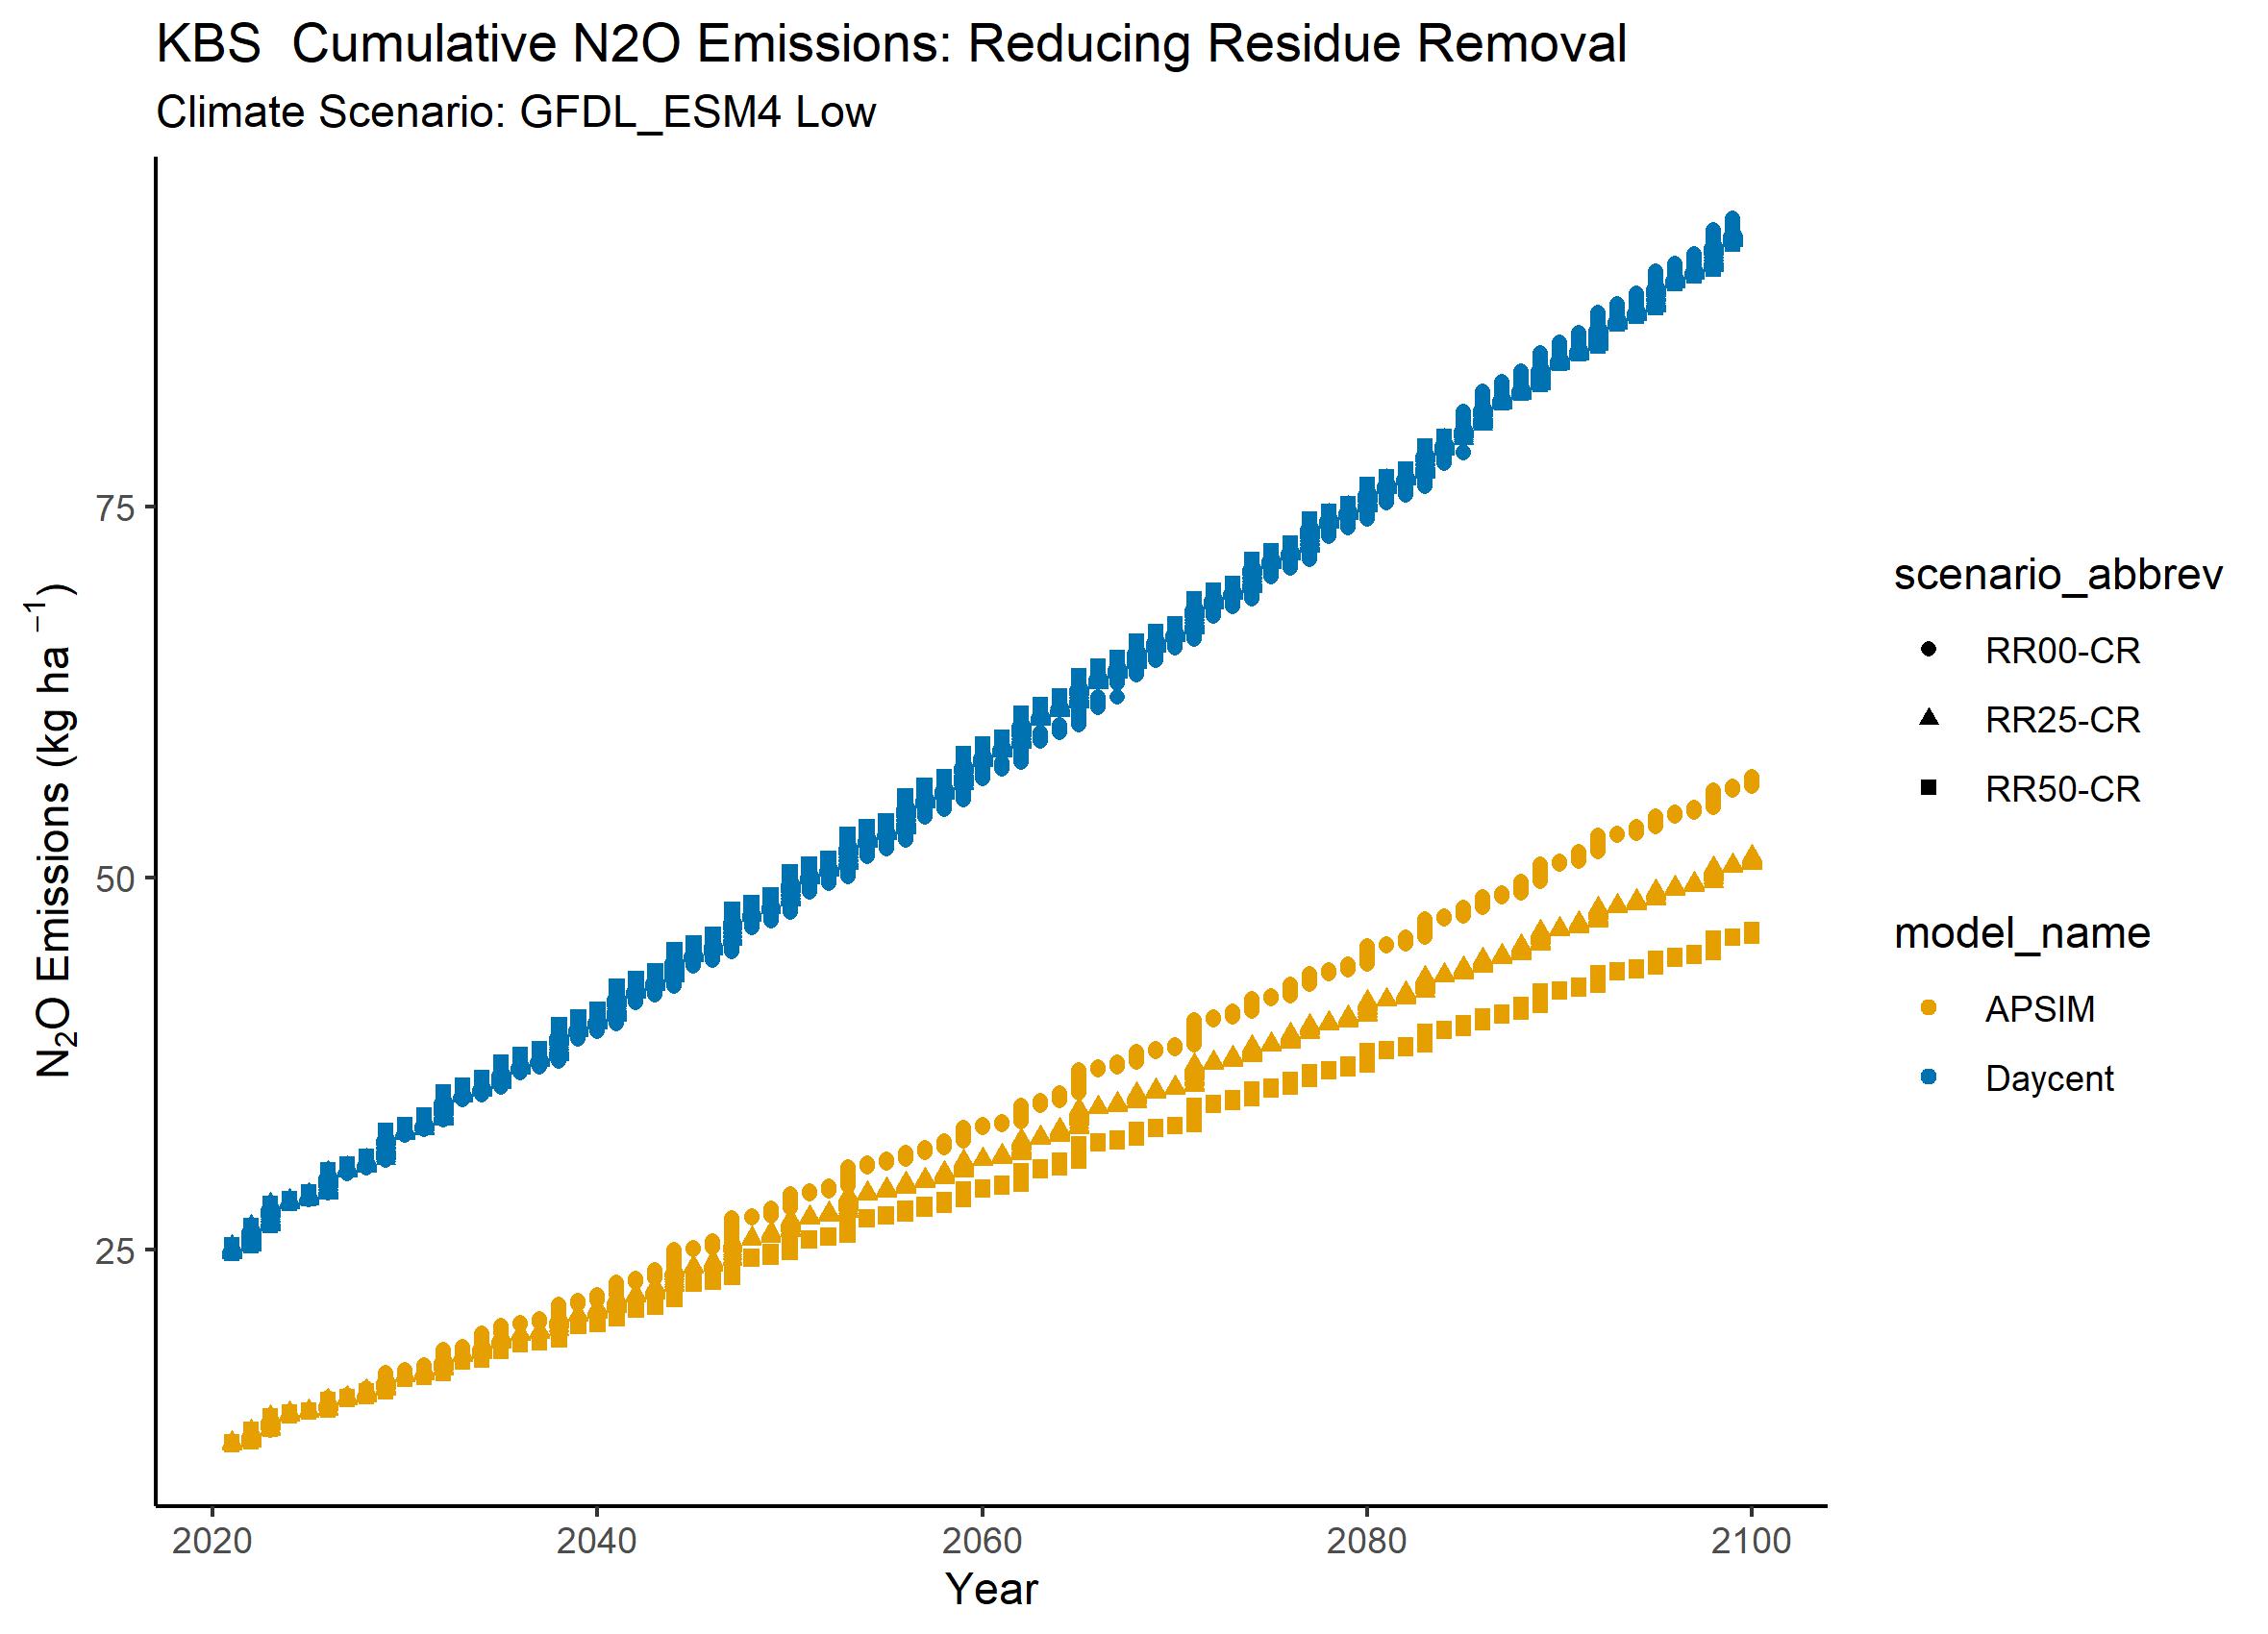 KBS  Cumulative N2O Emissions: Reducing Residue Removal
Climate Scenario: GFDL_ESM4 Low
N₂O Emissions (kg ha ⁻¹)
75
50
25
2020 2040 2060 2080 2100
Year
scenario_abbrev
RR00-CR
RR25-CR
RR50-CR
model_name
APSIM
Daycent